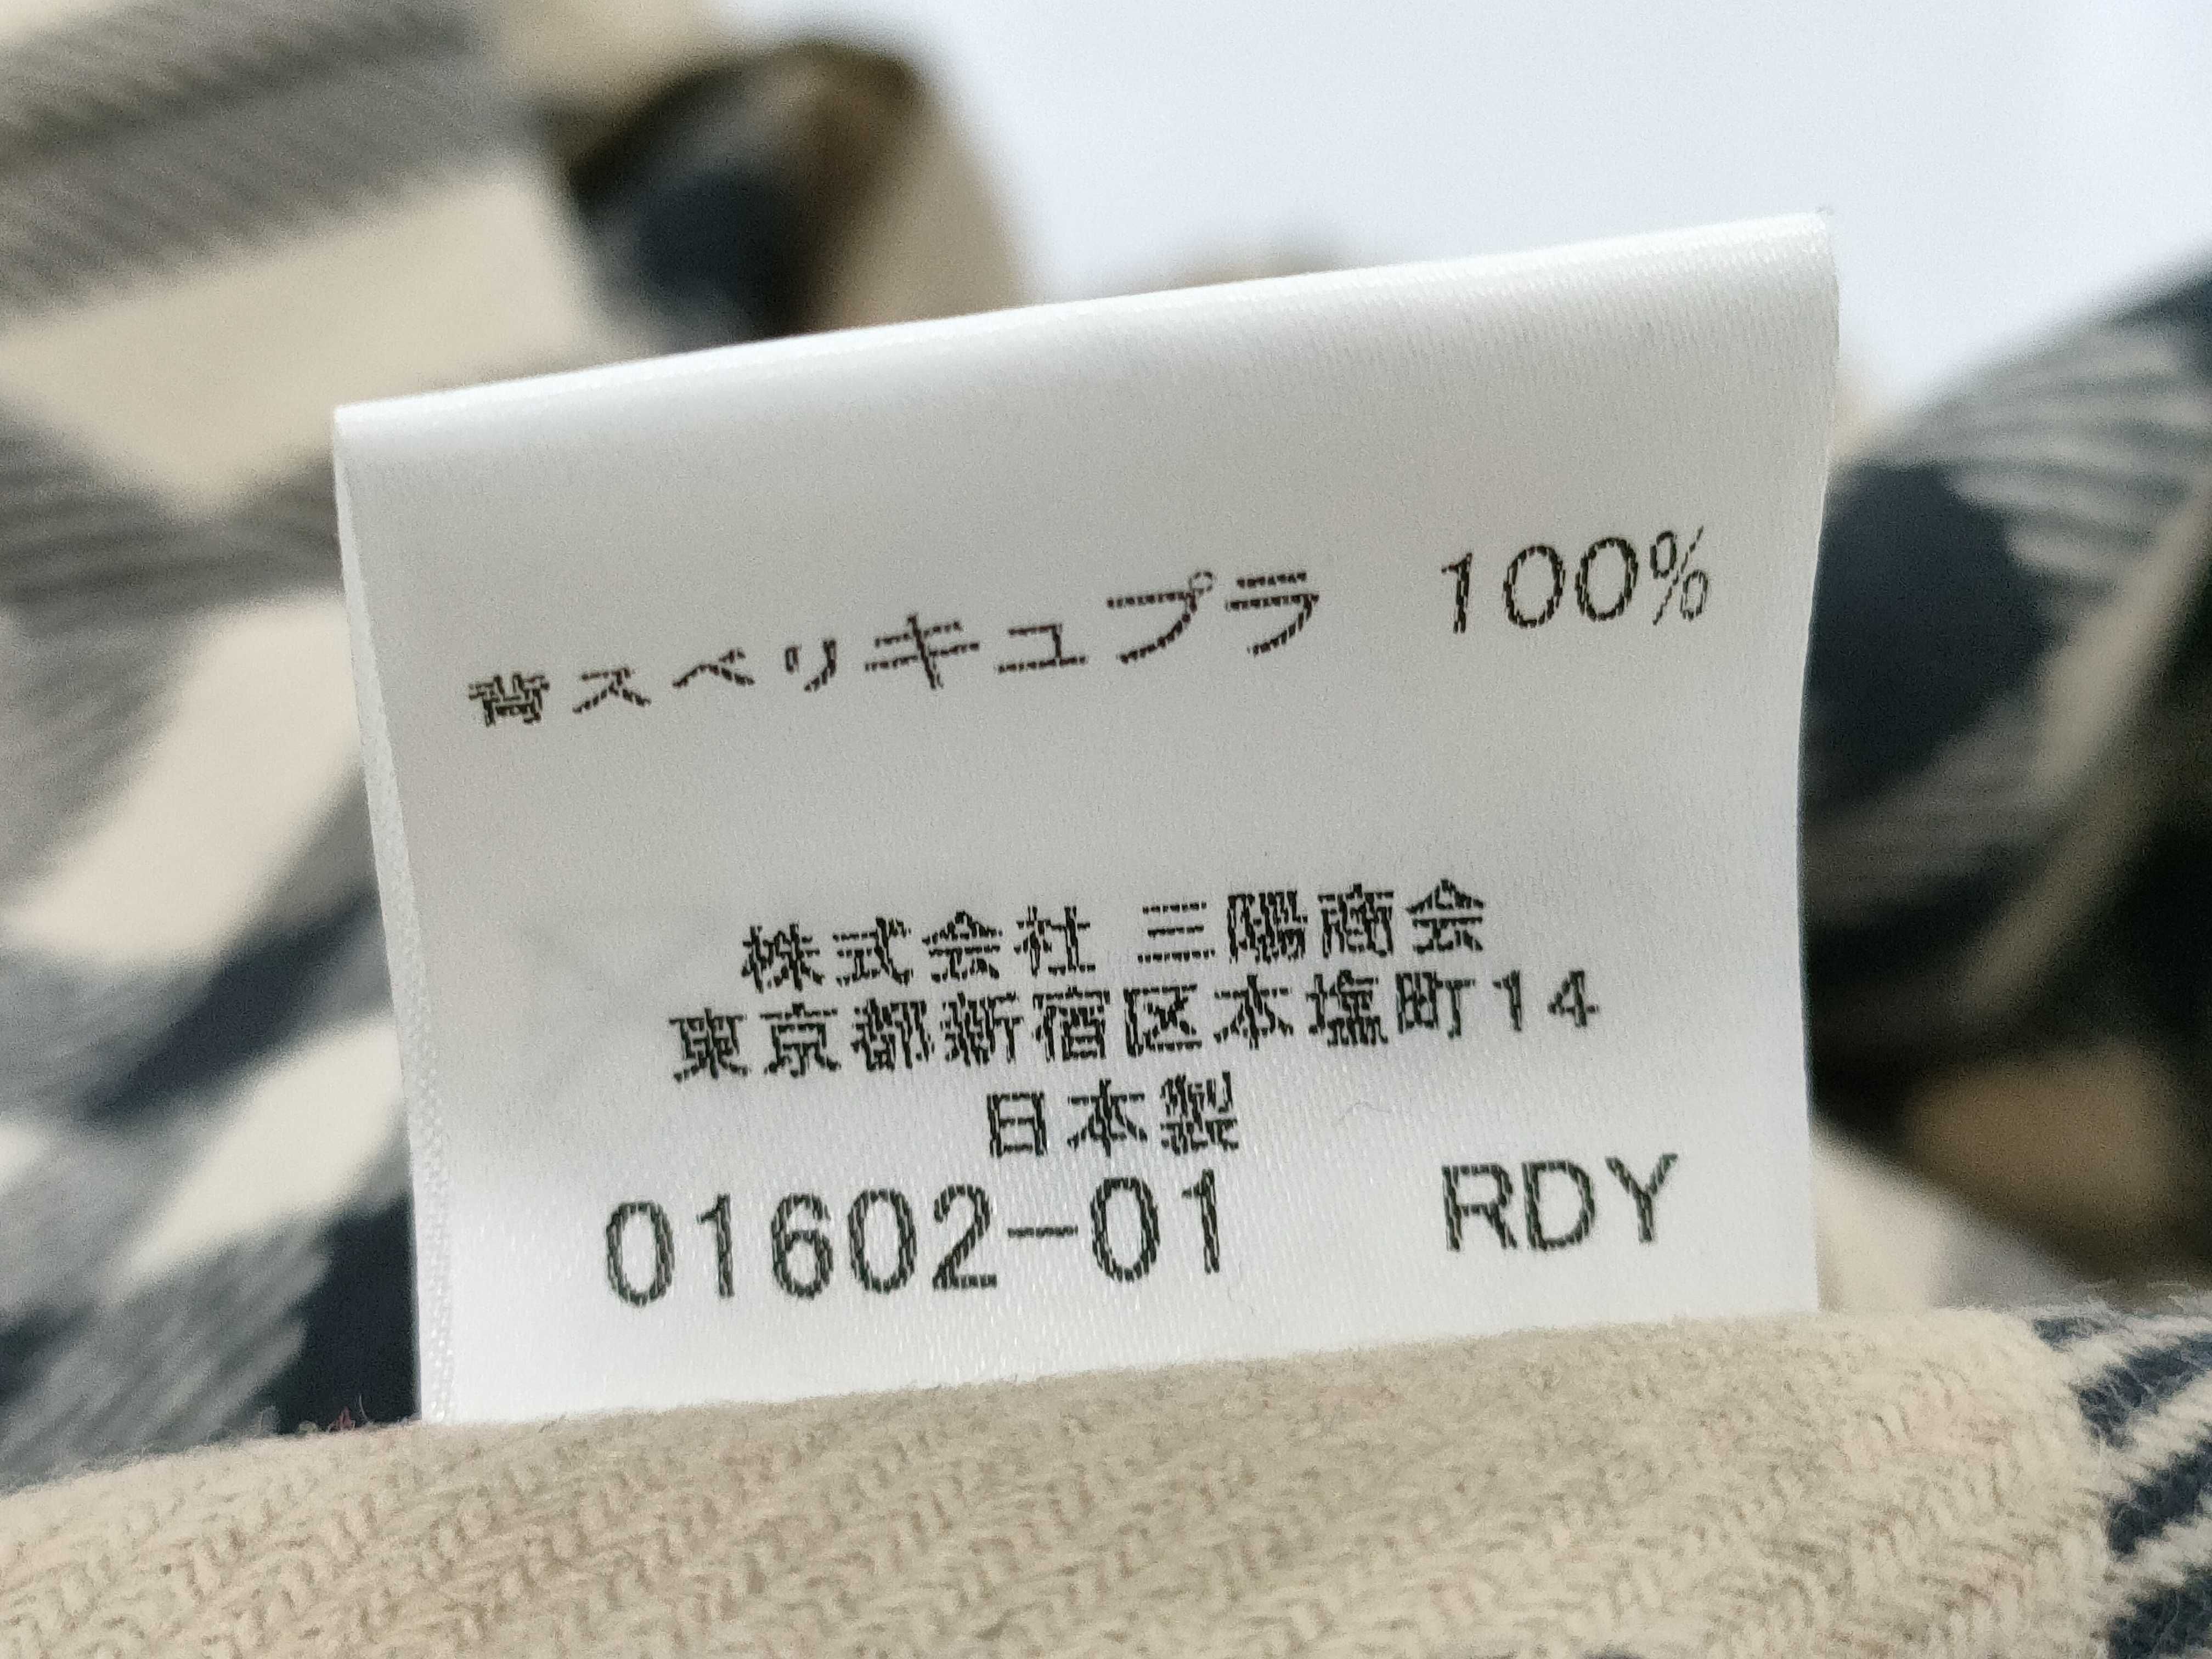 背スベリキュプラ 100%
株式会社 三陽商会
東京都新宿区本塩町14
日本製
01602-01 RDY